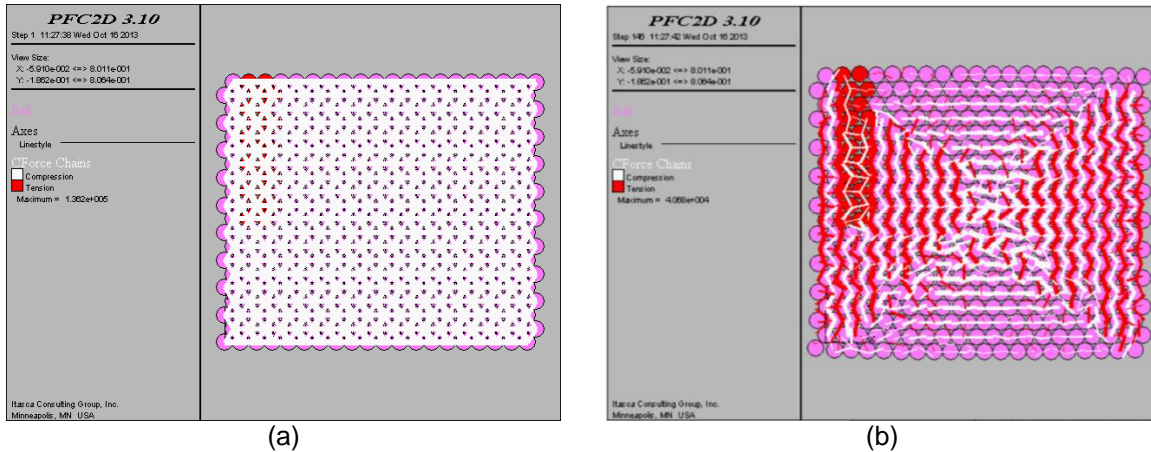 PFC2D 3.10
Step 1 11:27:38 Wed Oct 16 2013
View Size:
X: -5.910e-002 <=> 8.011e-001
Y: -1.862e-001 <=> 8.064e-001
Ball
Axes
Linestyle
CForce Chains
Compression
Tension
Maximum = 1.362e+005
Itasca Consulting Group, Inc.
Minneapolis, MN USA
(a)
PFC2D 3.10
Step 146 11:27:42 Wed Oct 16 2013
View Size:
X: -5.910e-002 <=> 8.011e-001
Y: -1.862e-001 <=> 8.064e-001
Ball
Axes
Linestyle
CForce Chains
Compression
Tension
Maximum = 4.068e+004
Itasca Consulting Group, Inc.
Minneapolis, MN USA
(b)